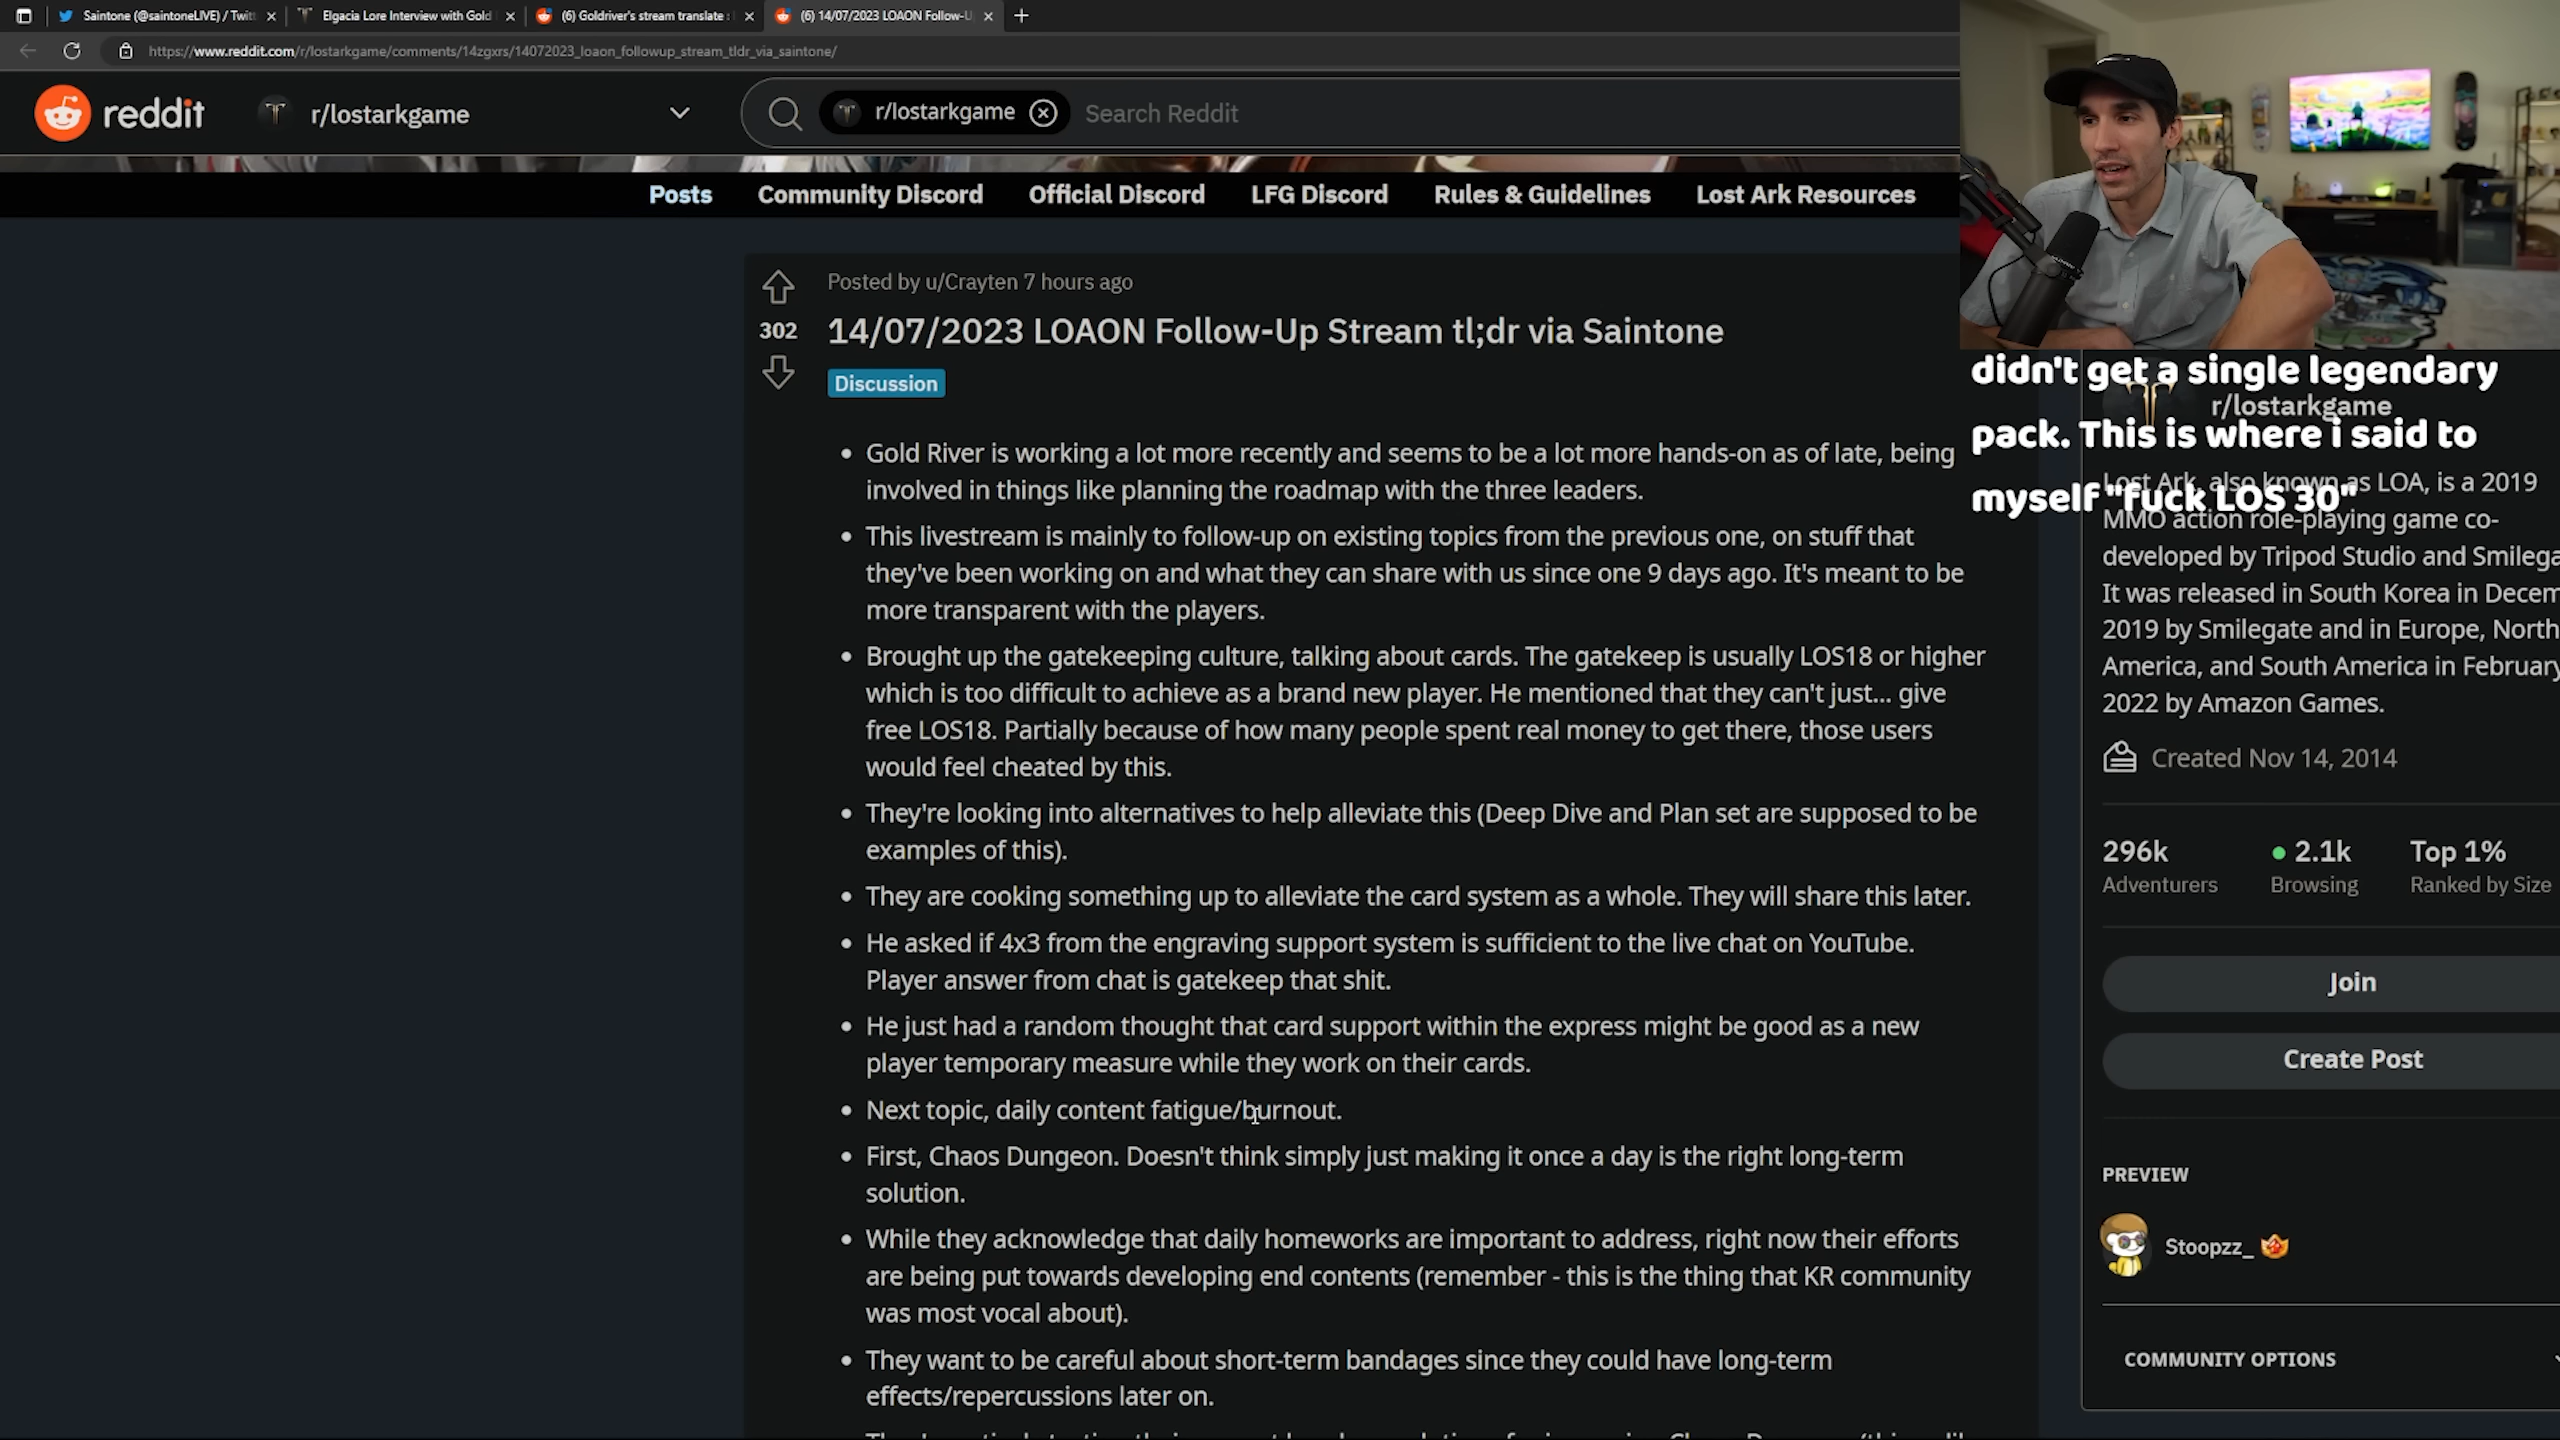 Saintone (@saintoneLIVE) / Twitt
Elgacia Lore Interview with Gold
(6) Goldriver's stream translate :
(6) 14/07/2023 LOAON Follow-U
https://www.reddit.com/r/lostarkgame/comments/14zgxrs/14072023_loaon_followup_stream_tldr_via_saintone/
reddit
r/lostarkgame
r/lostarkgame
Search Reddit
Posts
Community Discord
Official Discord
LFG Discord
Rules & Guidelines
Lost Ark Resources
Posted by u/Crayten 7 hours ago
302
14/07/2023 LOAON Follow-Up Stream tl;dr via Saintone
Discussion
• Gold River is working a lot more recently and seems to be a lot more hands-on as of late, being
involved in things like planning the roadmap with the three leaders.
• This livestream is mainly to follow-up on existing topics from the previous one, on stuff that
they've been working on and what they can share with us since one 9 days ago. It's meant to be
more transparent with the players.
• Brought up the gatekeeping culture, talking about cards. The gatekeep is usually LOS18 or higher
which is too difficult to achieve as a brand new player. He mentioned that they can't just... give
free LOS18. Partially because of how many people spent real money to get there, those users
would feel cheated by this.
• They're looking into alternatives to help alleviate this (Deep Dive and Plan set are supposed to be
examples of this).
• They are cooking something up to alleviate the card system as a whole. They will share this later.
• He asked if 4x3 from the engraving support system is sufficient to the live chat on YouTube.
Player answer from chat is gatekeep that shit.
• He just had a random thought that card support within the express might be good as a new
player temporary measure while they work on their cards.
• Next topic, daily content fatigue/burnout.
• First, Chaos Dungeon. Doesn't think simply just making it once a day is the right long-term
solution.
• While they acknowledge that daily homeworks are important to address, right now their efforts
are being put towards developing end contents (remember - this is the thing that KR community
was most vocal about).
• They want to be careful about short-term bandages since they could have long-term
effects/repercussions later on.
didn't get a single legendary
pack. This is where i said to
myself "fuck LOS 30"
r/lostarkgame
Lost Ark, also known as LOA, is a 2019
MMO action role-playing game co-
developed by Tripod Studio and Smilega
It was released in South Korea in Decem
2019 by Smilegate and in Europe, North
America, and South America in February
2022 by Amazon Games.
Created Nov 14, 2014
296k
2.1k
Top 1%
Adventurers
Browsing
Ranked by Size
Join
Create Post
PREVIEW
Stoopzz_
COMMUNITY OPTIONS